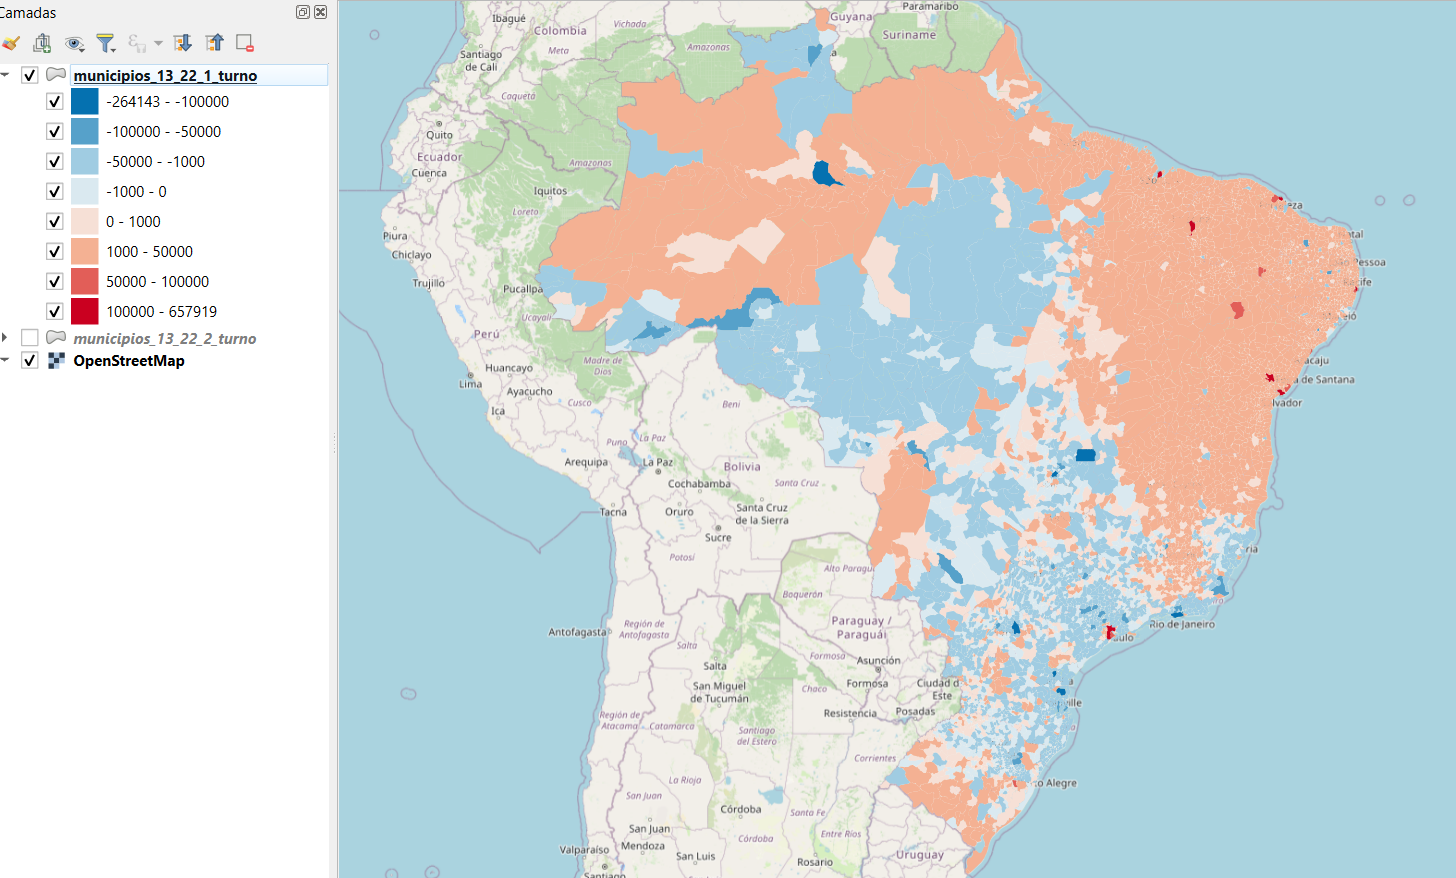 Camadas
municipios_13_22_1_turno
-264143 - -100000
-100000 - -50000
-50000 - -1000
-1000 - 0
0 - 1000
1000 - 50000
50000 - 100000
100000 - 657919
municipios_13_22_2_turno
OpenStreetMap
Ibagué
Colombia
Vichada
Guyana
Paramaribo
Suriname
Meta
Amazonas
Santiago
de Cali
Caquetá
Quito
Ecuador
Cuenca
Amazonas
Iquitos
Loreto
Piura
Chiclayo
Trujillo
Pucallpa
Ucayali
Perú
Huancayo
Madre de
Dios
Lima
Ayacucho
Ica
Cusco
Beni
Puno
La Paz
Arequipa
La Paz
Bolivia
Cochabamba
Santa Cruz
Tacna
Oruro
Santa Cruz
de la Sierra
Sucre
Potosí
Alto Paragu
Boquerón
Antofagasta
Región de
Antofagasta
Paraguay /
Paraguái
Salta
Formosa
Asunción
Salta
San Miguel
de Tucumán
Chaco
Formosa
Ciudad d
Este
Resistencia
Posadas
Región de
Atacama
Catamarca
Santiago
del Estero
Corrientes
La Rioja
San Juan
Córdoba
Santa Fe
San Juan
Mendoza
Córdoba
Entre Ríos
Valparaíso
San Luis
Rosario
Uruguay
Santiago
eza
atal
ão Pessoa
ecife
eió
acaju
a de Santana
lvador
ria
Rio de Janeiro
ulo
a
ille
to Alegre